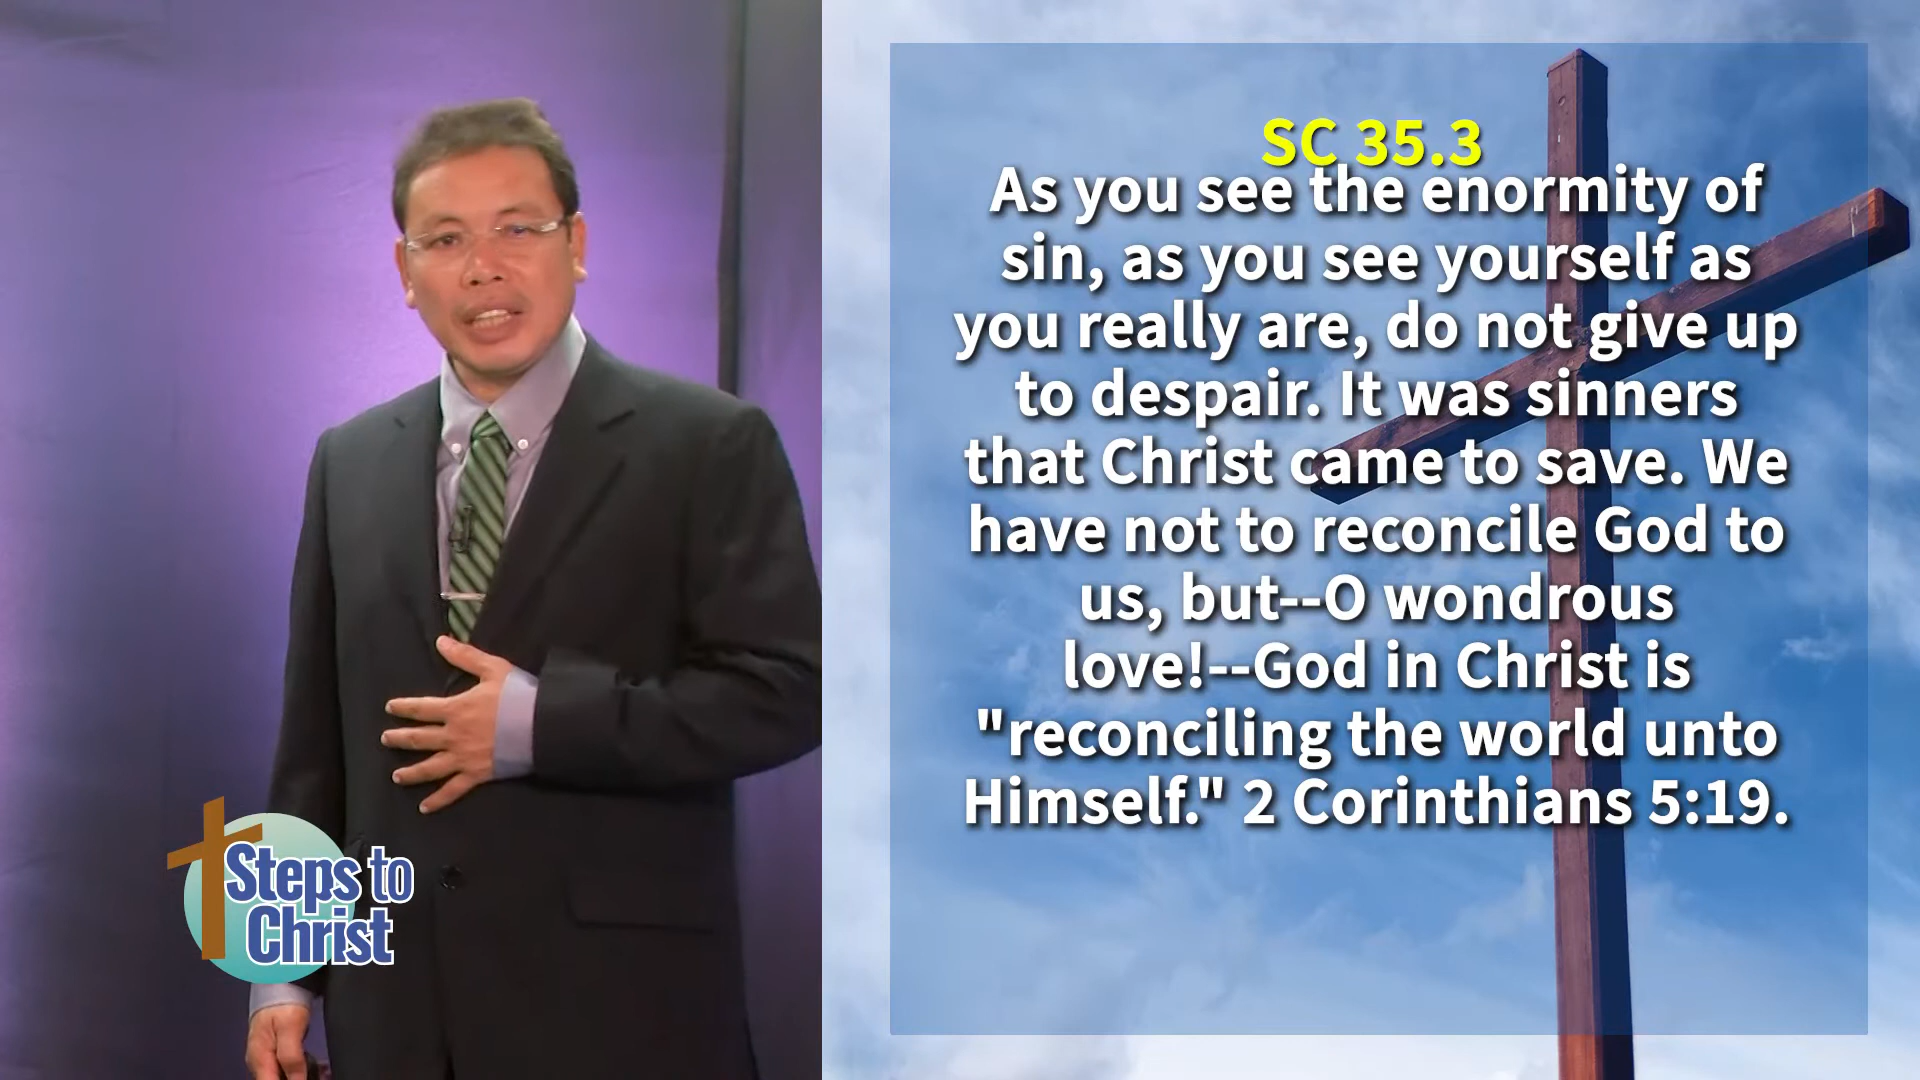 SC 35.3
As you see the enormity of
sin, as you see yourself as
you really are, do not give up
to despair. It was sinners
that Christ came to save. We
have not to reconcile God to
us, but--O wondrous
love!--God in Christ is
"reconciling the world unto
Himself." 2 Corinthians 5:19.
Steps to
Christ